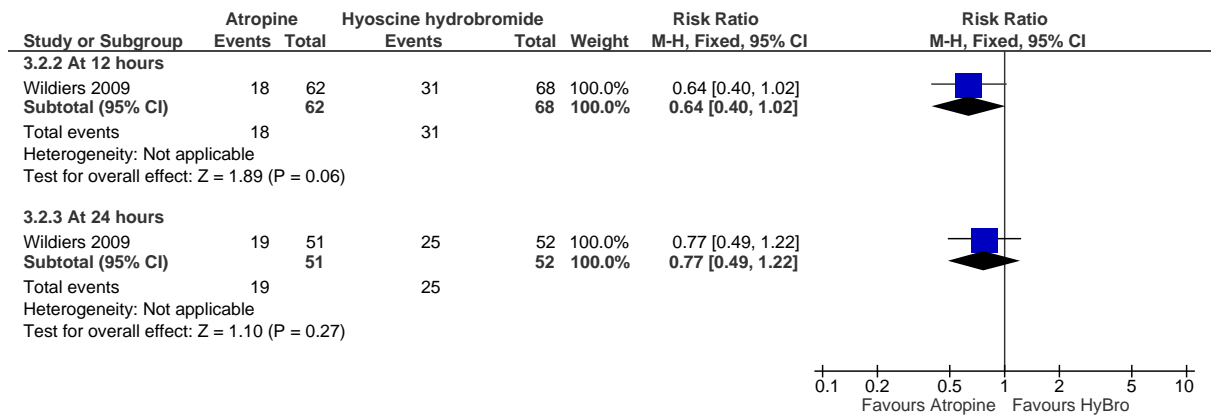 Atropine Hyoscine hydrobromide Risk Ratio Risk Ratio
Study or Subgroup Events Total Events Total Weight M-H, Fixed, 95% CI M-H, Fixed, 95% CI
3.2.2 At 12 hours
Wildiers 2009 18 62 31 68 100.0% 0.64 [0.40, 1.02]
Subtotal (95% CI) 62 68 100.0% 0.64 [0.40, 1.02]
Total events 18 31
Heterogeneity: Not applicable
Test for overall effect: Z = 1.89 (P = 0.06)
3.2.3 At 24 hours
Wildiers 2009 19 51 25 52 100.0% 0.77 [0.49, 1.22]
Subtotal (95% CI) 51 52 100.0% 0.77 [0.49, 1.22]
Total events 19 25
Heterogeneity: Not applicable
Test for overall effect: Z = 1.10 (P = 0.27)
0.1 0.2 0.5 1 2 5 10
Favours Atropine Favours HyBro